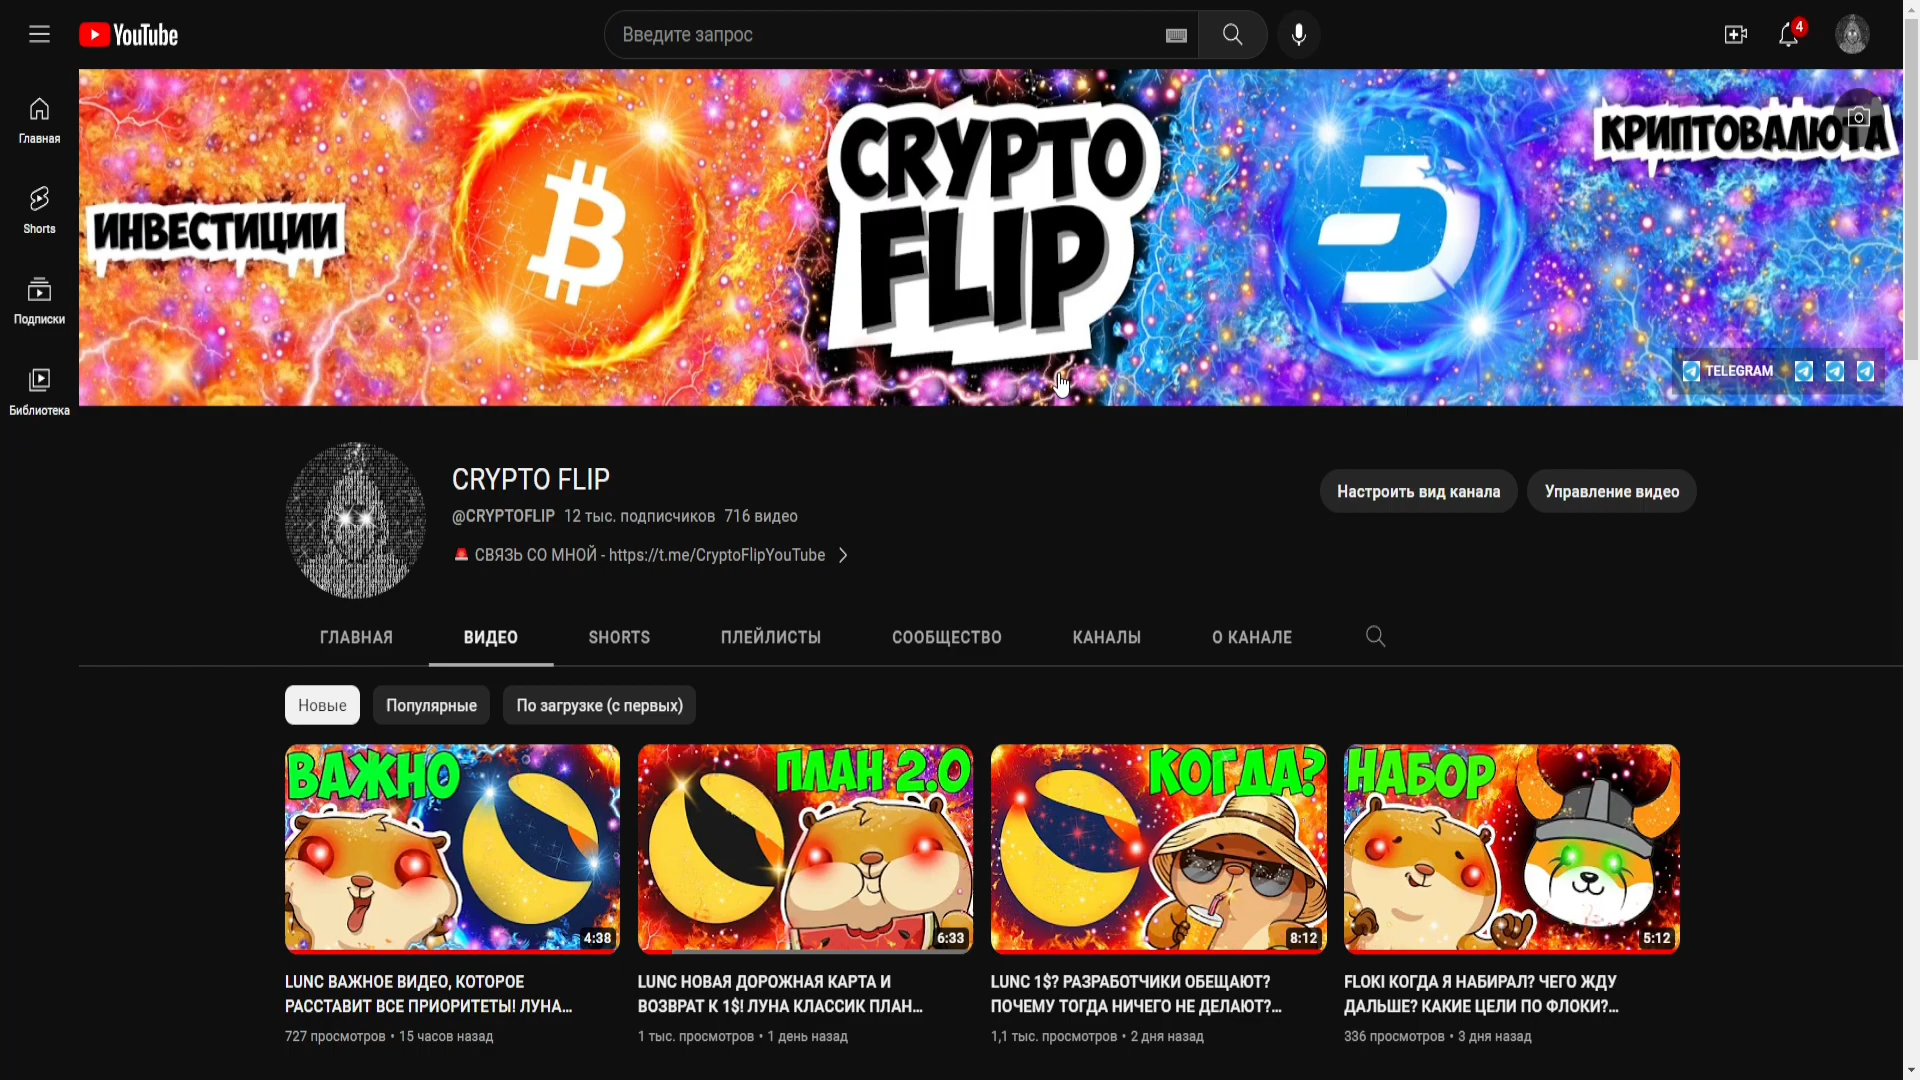 YouTube
Введите запрос
4
Главная
Shorts
Подписки
Библиотека
ИНВЕСТИЦИИ
CRYPTO
FLIP
КРИПТОВАЛЮТА
TELEGRAM
CRYPTO FLIP
@CRYPTOFLIP 12 тыс. подписчиков 716 видео
СВЯЗЬ СО МНОЙ - https://t.me/CryptoFlipYouTube
Настроить вид канала
Управление видео
ГЛАВНАЯ
ВИДЕО
SHORTS
ПЛЕЙЛИСТЫ
СООБЩЕСТВО
КАНАЛЫ
О КАНАЛЕ
Новые
Популярные
По загрузке (с первых)
ВАЖНО
4:38
LUNC ВАЖНОЕ ВИДЕО, КОТОРОЕ
РАССТАВИТ ВСЕ ПРИОРИТЕТЫ! ЛУНА...
727 просмотров • 15 часов назад
ПЛАН 2.0
6:33
LUNC НОВАЯ ДОРОЖНАЯ КАРТА И
ВОЗВРАТ К 1$! ЛУНА КЛАССИК ПЛАН...
1 тыс. просмотров • 1 день назад
КОГДА?
8:12
LUNC 1$? РАЗРАБОТЧИКИ ОБЕЩАЮТ?
ПОЧЕМУ ТОГДА НИЧЕГО НЕ ДЕЛАЮТ?...
1,1 тыс. просмотров • 2 дня назад
НАБОР
5:12
FLOKI КОГДА Я НАБИРАЛ? ЧЕГО ЖДУ
ДАЛЬШЕ? КАКИЕ ЦЕЛИ ПО ФЛОКИ?...
336 просмотров • 3 дня назад